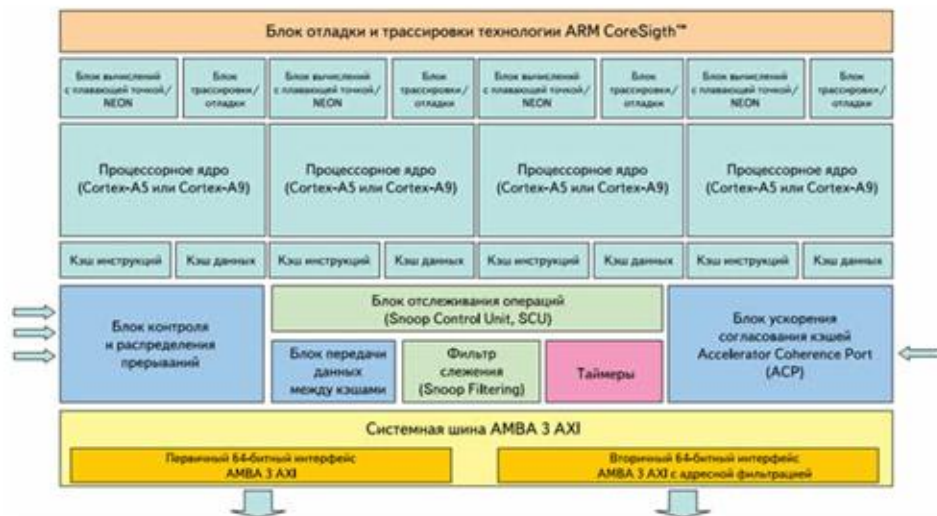 Блок отладки и трассировки технологии ARM CoreSigth™
Блок вычислений
с плавающей точкой/
NEON
Блок
трассировки/
отладки
Блок вычислений
с плавающей точкой/
NEON
Блок
трассировки/
отладки
Блок вычислений
с плавающей точкой/
NEON
Блок
трассировки/
отладки
Блок вычислений
с плавающей точкой/
NEON
Блок
трассировки/
отладки
Процессорное ядро
(Cortex-A5 или Cortex-A9)
Процессорное ядро
(Cortex-A5 или Cortex-A9)
Процессорное ядро
(Cortex-A5 или Cortex-A9)
Процессорное ядро
(Cortex-A5 или Cortex-A9)
Кэш инструкций
Кэш данных
Кэш инструкций
Кэш данных
Кэш инструкций
Кэш данных
Кэш инструкций
Кэш данных
Блок контроля
и распределения
прерываний
Блок отслеживания операций
(Snoop Control Unit, SCU)
Блок передачи
данных
между кэшами
Фильтр
слежения
(Snoop Filtering)
Таймеры
Блок ускорения
согласования кэшей
Accelerator Coherence Port
(ACP)
Системная шина AMBA 3 AXI
Первичный 64-битный интерфейс
AMBA 3 AXI
Вторичный 64-битный интерфейс
AMBA 3 AXI с адресной фильтрацией